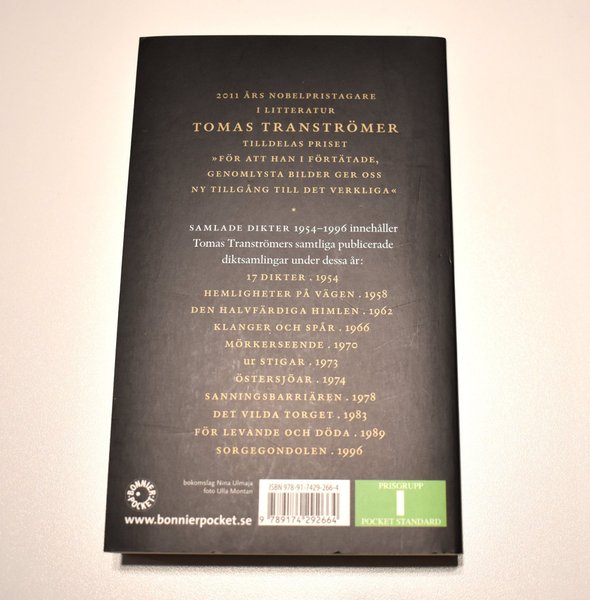 2011 ÅRS NOBELPRISTAGARE
I LITTERATUR
TOMAS TRANSTRÖMER
TILLDELAS PRISET
»FÖR ATT HAN I FÖRTÄTADE,
GENOMLYSTA BILDER GER OSS
NY TILLGÅNG TILL DET VERKLIGA«
SAMLADE DIKTER 1954–1996 innehåller
Tomas Tranströmers samtliga publicerade
diktsamlingar under dessa år:
17 DIKTER . 1954
HEMLIGHETER PÅ VÄGEN . 1958
DEN HALVFÄRDIGA HIMLEN . 1962
KLANGER OCH SPÅR . 1966
MÖRKERSEENDE . 1970
ur STIGAR . 1973
ÖSTERSJÖAR . 1974
SANNINGSBARRIÄREN . 1978
DET VILDA TORGET . 1983
FÖR LEVANDE OCH DÖDA . 1989
SORGEGONDOLEN . 1996
bokomslag Nina Ulmaja
foto Ulla Montan
BONNIER
POCKET
www.bonnierpocket.se
ISBN 978-91-7429-266-4
9 789174 292664
PRISGRUPP
1
POCKET STANDARD